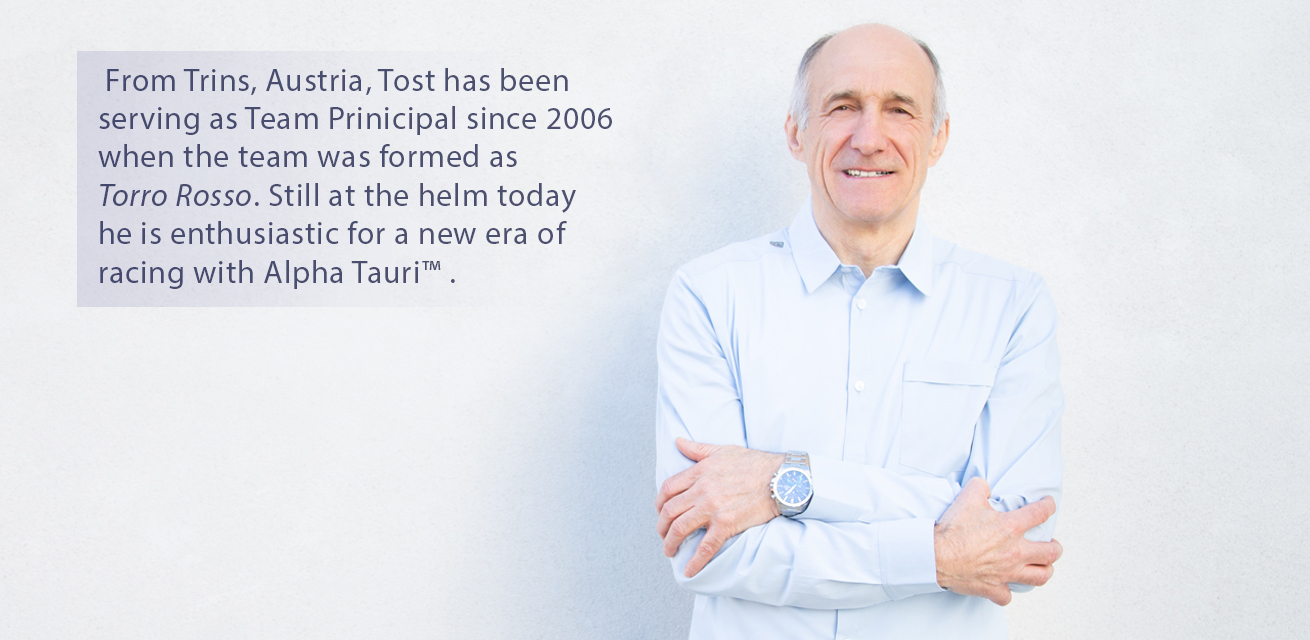 From Trins, Austria, Tost has been
serving as Team Prinicipal since 2006
when the team was formed as
Torro Rosso. Still at the helm today
he is enthusiastic for a new era of
racing with Alpha Tauri™ .